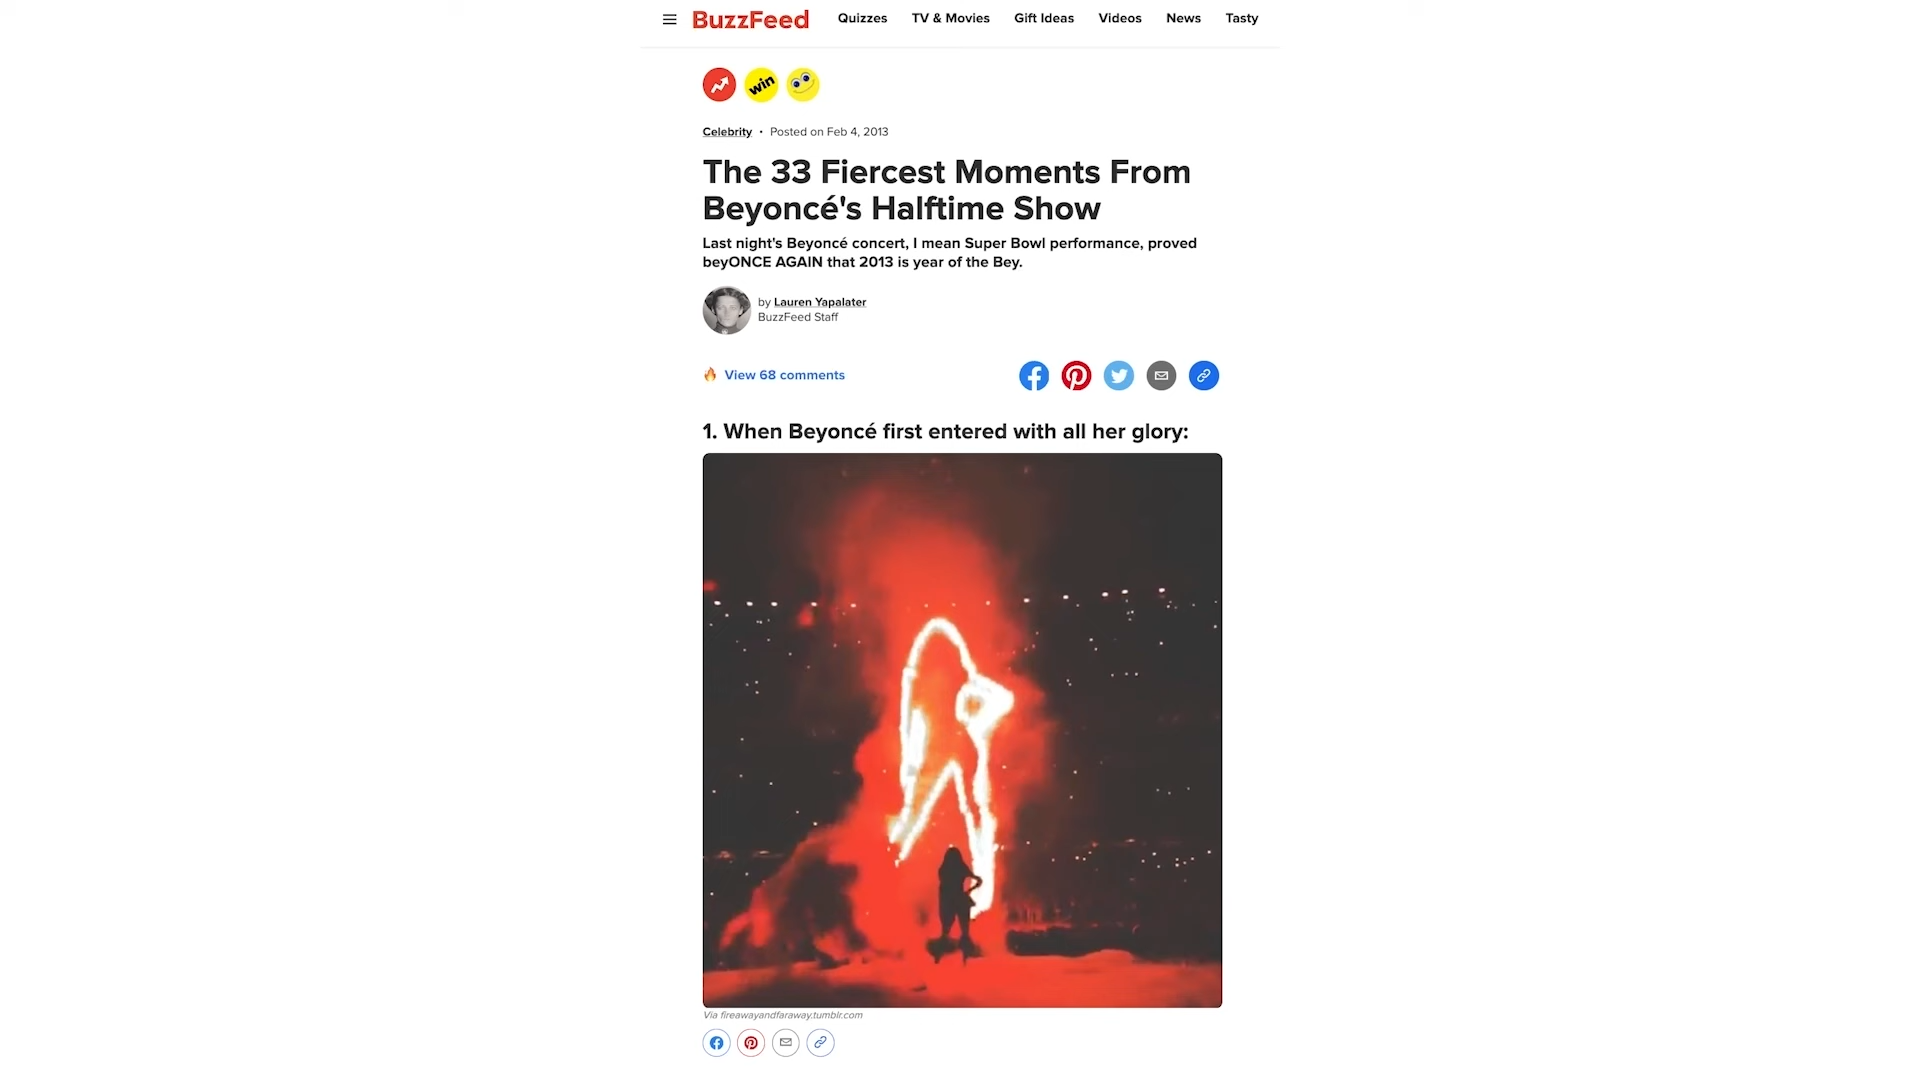 BuzzFeed Quizzes TV & Movies Gift Ideas Videos News Tasty
win
Celebrity • Posted on Feb 4, 2013
The 33 Fiercest Moments From
Beyoncé's Halftime Show
Last night's Beyoncé concert, I mean Super Bowl performance, proved
beyONCE AGAIN that 2013 is year of the Bey.
by Lauren Yapalater
BuzzFeed Staff
View 68 comments
1. When Beyoncé first entered with all her glory:
Via fireawayandfaraway.tumblr.com